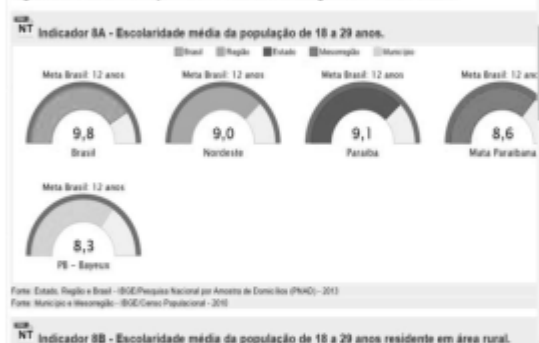 NT Indicador 8A - Escolaridade média da população de 18 a 29 anos.
Brasil Região Estado Mesorregião Município
Meta Brasil: 12 anos Meta Brasil: 12 anos Meta Brasil: 12 anos Meta Brasil: 12 ano
9,8 9,0 9,1 8,6
Brasil Nordeste Paraíba Mata Paraibana
Meta Brasil: 12 anos
8,3
PB - Bayeux
Fonte: Estado, Região e Brasil - IBGE/Pesquisa Nacional por Amostra de Domicílios (PNAD) - 2013
Fonte: Município e Mesorregião - IBGE/Censo Populacional - 2010
NT Indicador 8B - Escolaridade média da população de 18 a 29 anos residente em área rural.